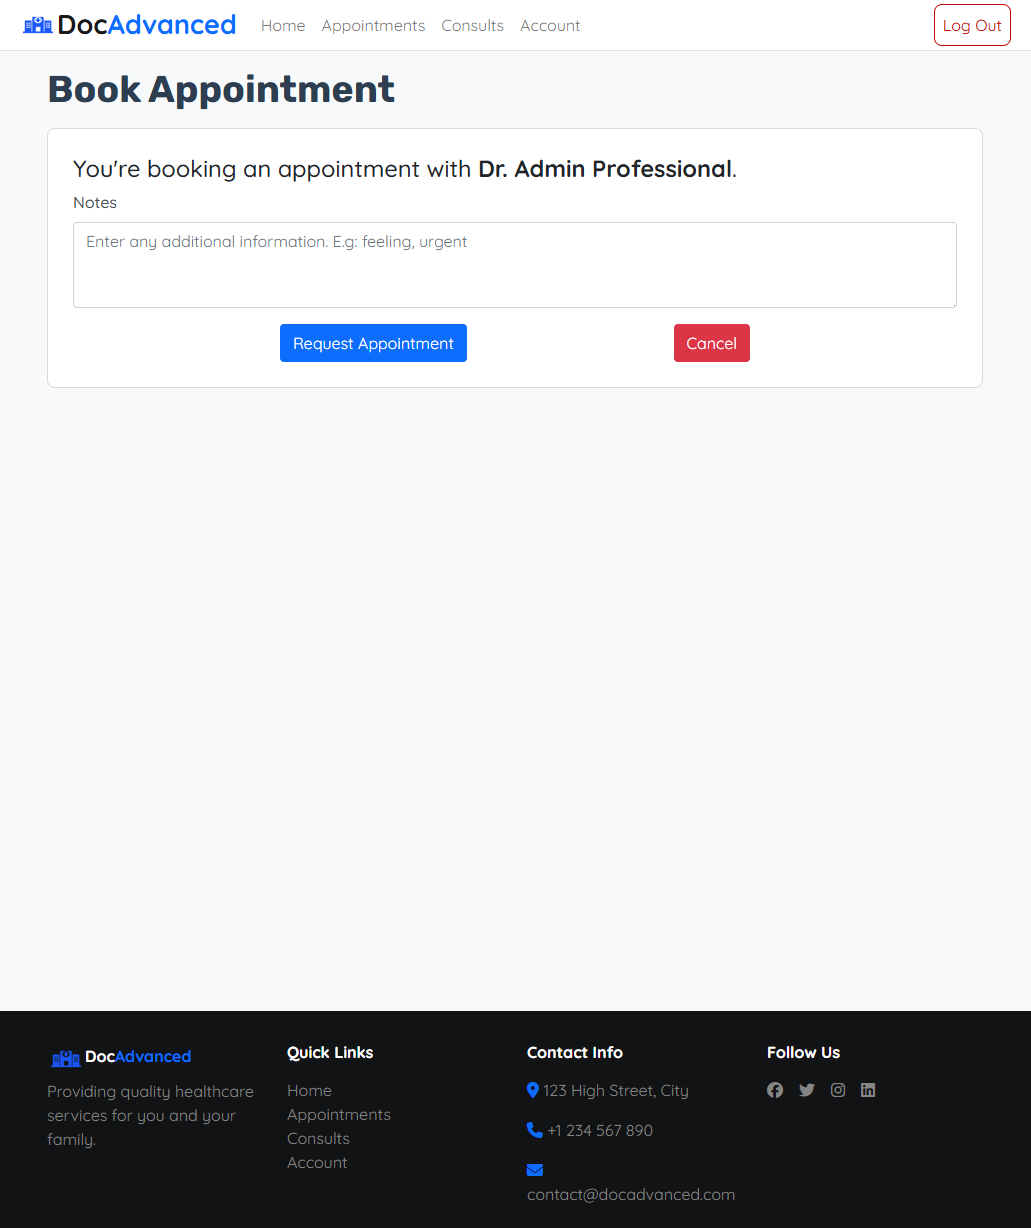 DocAdvanced Home Appointments Consults Account Log Out
Book Appointment
You're booking an appointment with Dr. Admin Professional.
Notes
Enter any additional information. E.g: feeling, urgent
Request Appointment Cancel
DocAdvanced
Providing quality healthcare
services for you and your
family.
Quick Links
Home
Appointments
Consults
Account
Contact Info
123 High Street, City
+1 234 567 890
contact@docadvanced.com
Follow Us